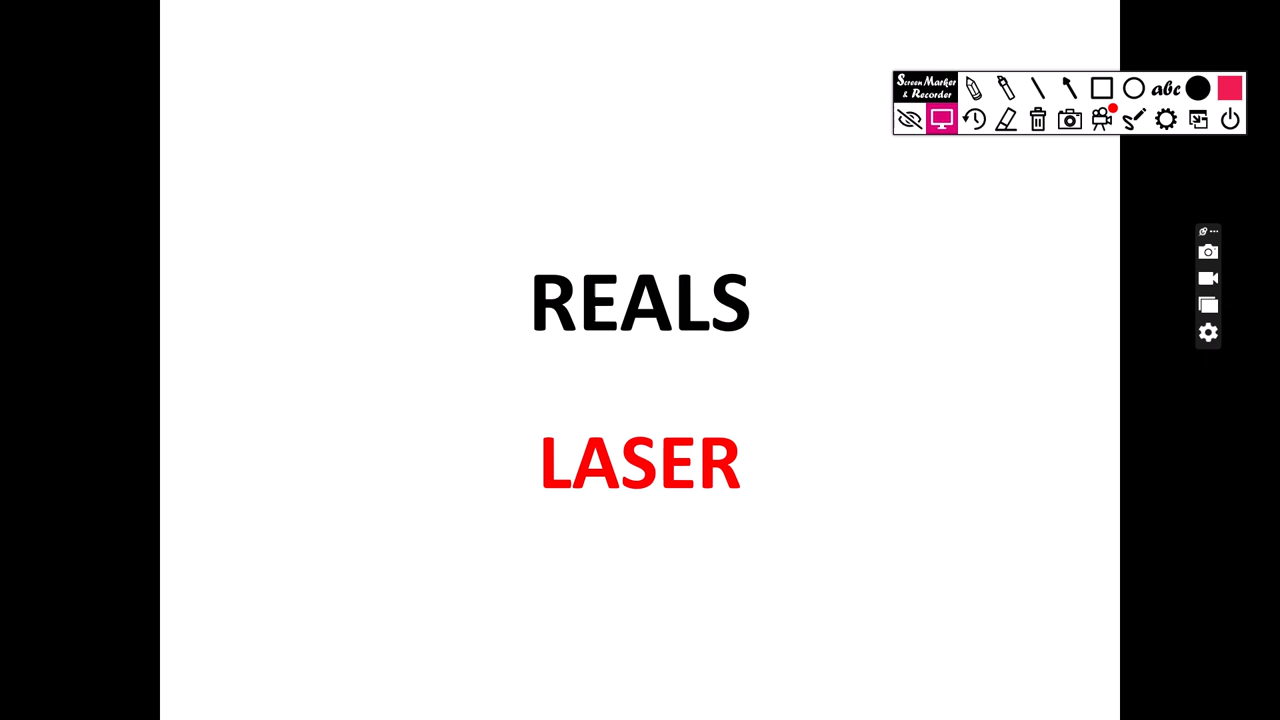 Screen Marker
& Recorder
abc
REALS
LASER